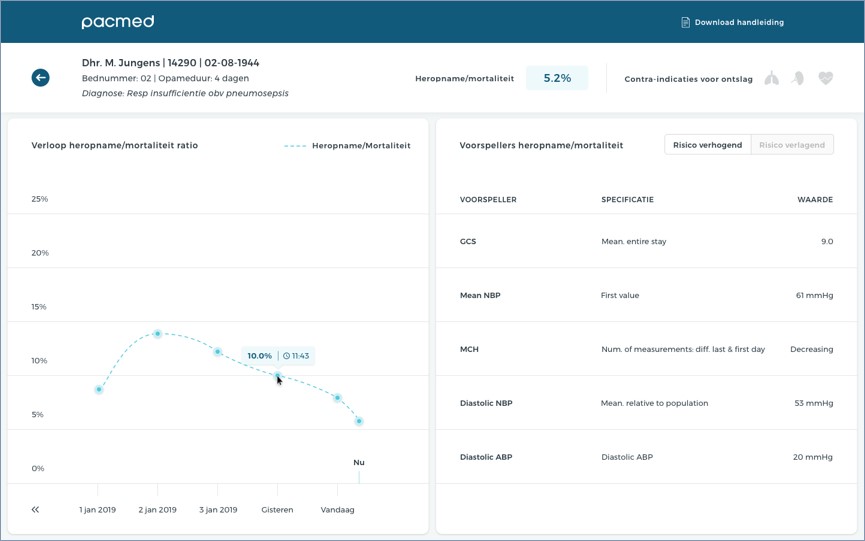 pacmed
Download handleiding
Dhr. M. Jungens | 14290 | 02-08-1944
Bednummer: 02 | Opameduur: 4 dagen
Diagnose: Resp insufficientie obv pneumosepsis
Heropname/mortaliteit
5.2%
Contra-indicaties voor ontslag
Verloop heropname/mortaliteit ratio
Heropname/Mortaliteit
25%
20%
15%
10%
5%
0%
10.0% | 11:43
Nu
1 jan 2019 2 jan 2019 3 jan 2019 Gisteren Vandaag
Voorspellers heropname/mortaliteit
Risico verhogend Risico verlagend
VOORSPELLER SPECIFICATIE WAARDE
GCS Mean. entire stay 9.0
Mean NBP First value 61 mmHg
MCH Num. of measurements: diff. last & first day Decreasing
Diastolic NBP Mean. relative to population 53 mmHg
Diastolic ABP Diastolic ABP 20 mmHg